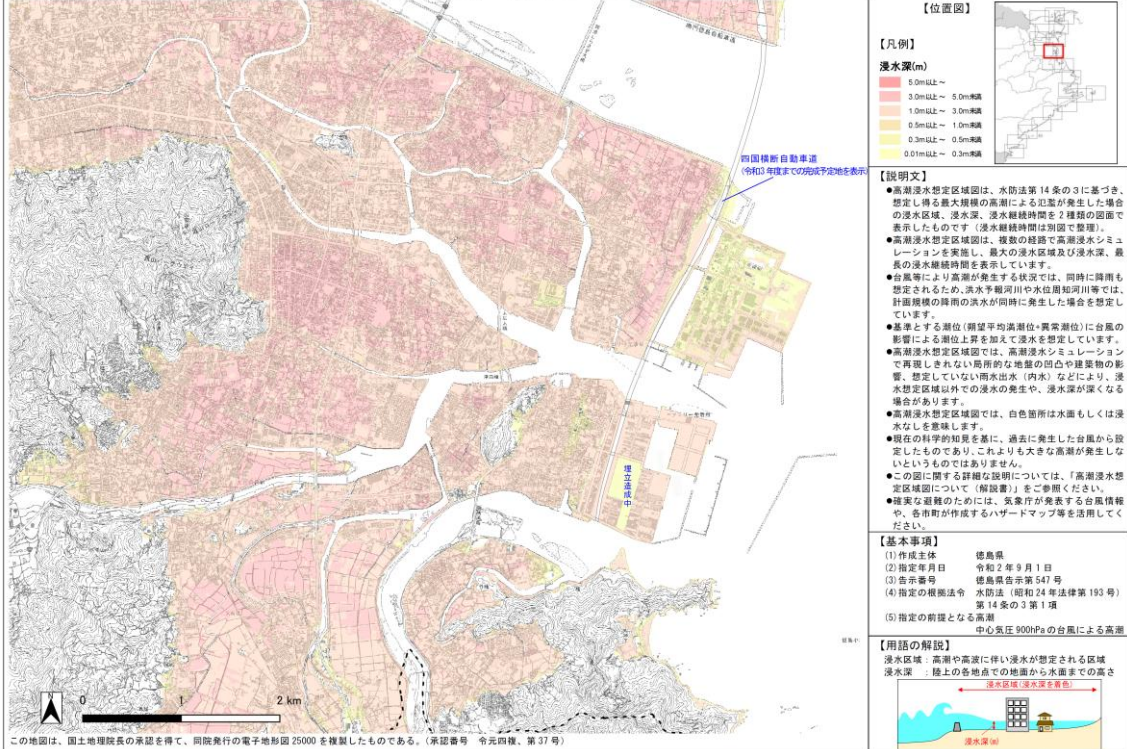 四国横断自動車道
(令和3年度までの完成予定地を表示)
埋立造成中
0 1 2 km
この地図は、国土地理院長の承認を得て、同院発行の電子地形図 25000 を複製したものである。(承認番号 令元四複、第 37 号)
【位置図】
【凡例】
浸水深(m)
5.0m以上~
3.0m以上~ 5.0m未満
1.0m以上~ 3.0m未満
0.5m以上~ 1.0m未満
0.3m以上~ 0.5m未満
0.01m以上~ 0.3m未満
【説明文】
●高潮浸水想定区域図は、水防法第 14 条の3に基づき、
想定し得る最大規模の高潮による氾濫が発生した場合
の浸水区域、浸水深、浸水継続時間を2種類の図面で
表示したものです(浸水継続時間は別図で整理)。
●高潮浸水想定区域図は、複数の経路で高潮浸水シミュ
レーションを実施し、最大の浸水区域及び浸水深、最
長の浸水継続時間を表示しています。
●台風等により高潮が発生する状況では、同時に降雨も
想定されるため、洪水予報河川や水位周知河川等では、
計画規模の降雨の洪水が同時に発生した場合を想定し
ています。
●基準とする潮位(朔望平均満潮位+異常潮位)に台風の
影響による潮位上昇を加えて浸水を想定しています。
●高潮浸水想定区域図では、高潮浸水シミュレーション
で再現しきれない局所的な地盤の凹凸や建築物の影
響、想定していない雨水出水(内水)などにより、浸
水想定区域以外での浸水の発生や、浸水深が深くなる
場合があります。
●高潮浸水想定区域図では、白色箇所は水面もしくは浸
水なしを意味します。
●現在の科学的知見を基に、過去に発生した台風から設
定したものであり、これよりも大きな高潮が発生しな
いというものではありません。
●この図に関する詳細な説明については、「高潮浸水想
定区域図について(解説書)」をご参照ください。
●確実な避難のためには、気象庁が発表する台風情報
や、各市町が作成するハザードマップ等を活用してく
ださい。
【基本事項】
(1)作成主体 徳島県
(2)指定年月日 令和2年9月1日
(3)告示番号 徳島県告示第 547 号
(4)指定の根拠法令 水防法(昭和 24 年法律第 193 号)
第 14 条の3第1項
(5)指定の前提となる高潮
中心気圧 900hPa の台風による高潮
【用語の解説】
浸水区域:高潮や高波に伴い浸水が想定される区域
浸水深 :陸上の各地点での地面から水面までの高さ
浸水区域(浸水深を着色)
浸水深(m)